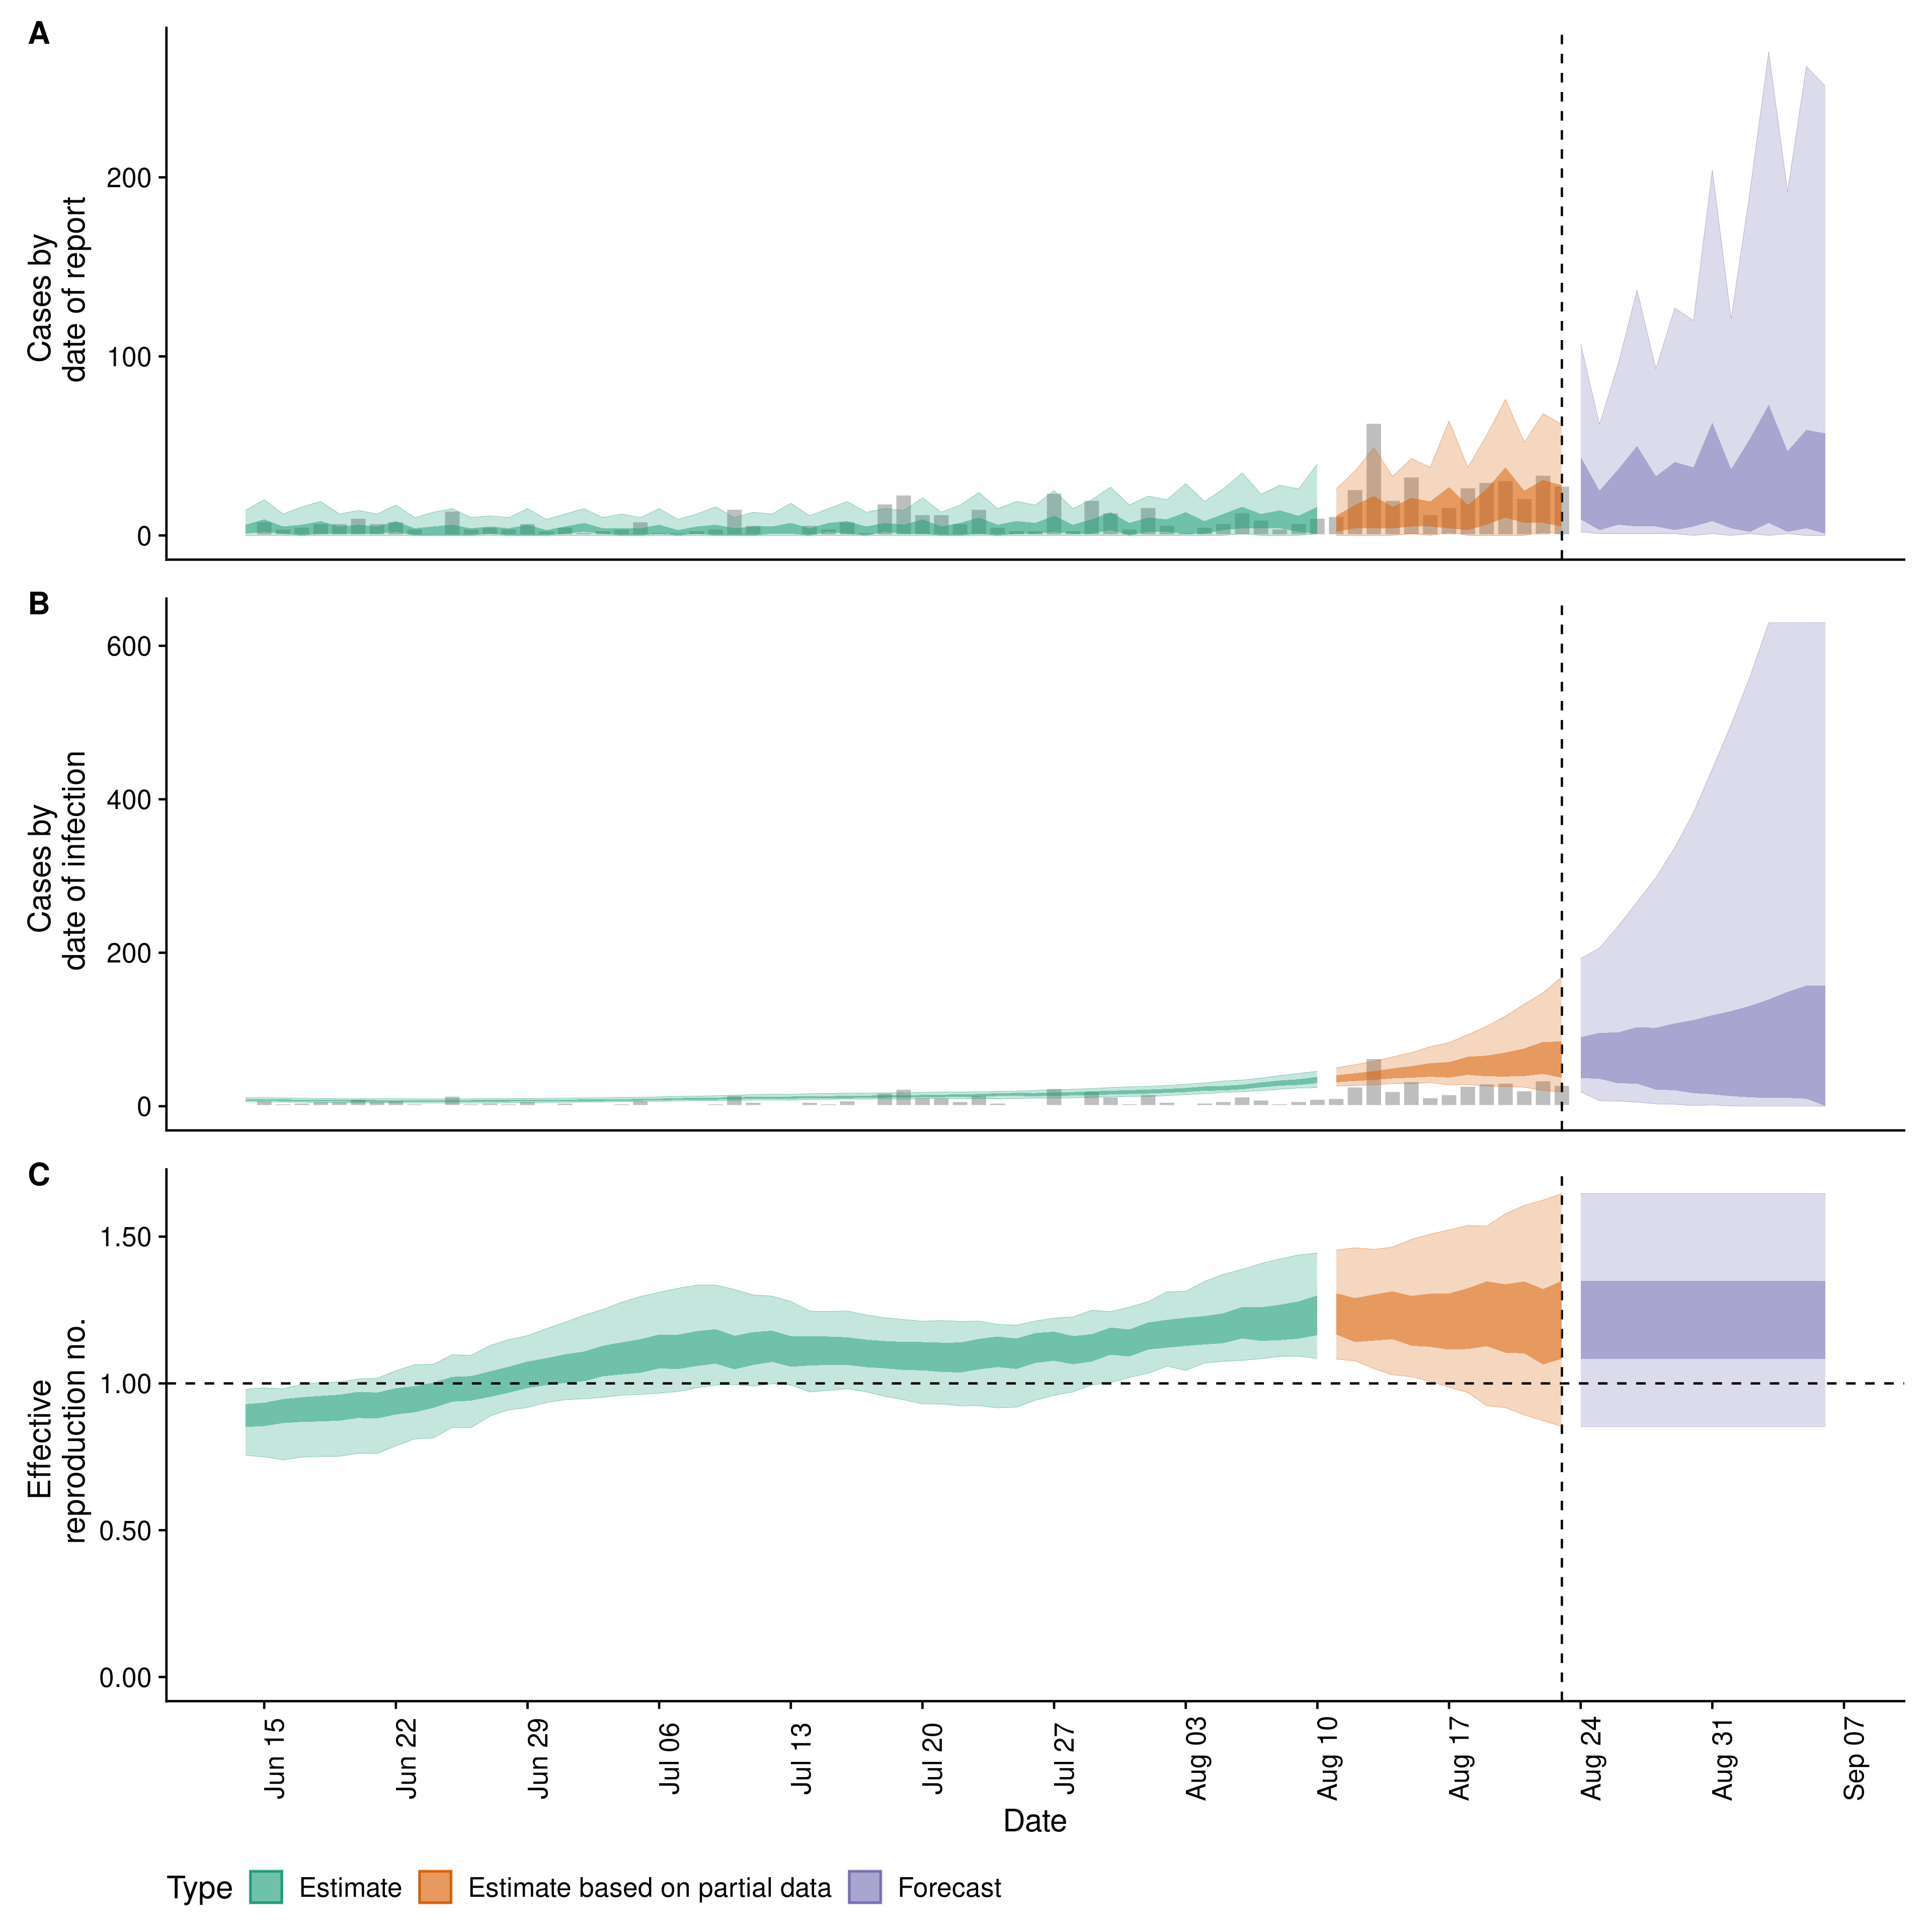 A
Cases by
date of report
200
100
0
B
Cases by
date of infection
600
400
200
0
C
Effective
reproduction no.
1.50
1.00
0.50
0.00
Jun 15
Jun 22
Jun 29
Jul 06
Jul 13
Jul 20
Jul 27
Aug 03
Aug 10
Aug 17
Aug 24
Aug 31
Sep 07
Date
Type Estimate Estimate based on partial data Forecast